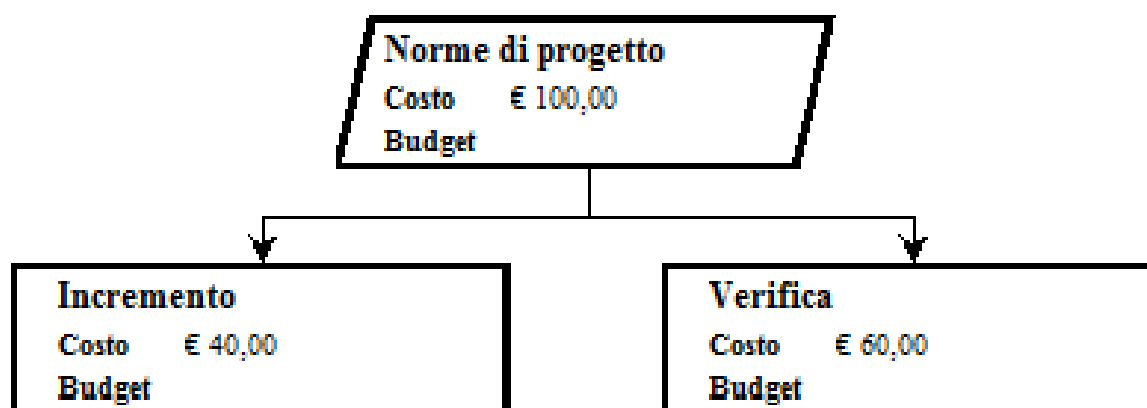 Norme di progetto
Costo € 100,00
Budget
Incremento
Costo € 40,00
Budget
Verifica
Costo € 60,00
Budget